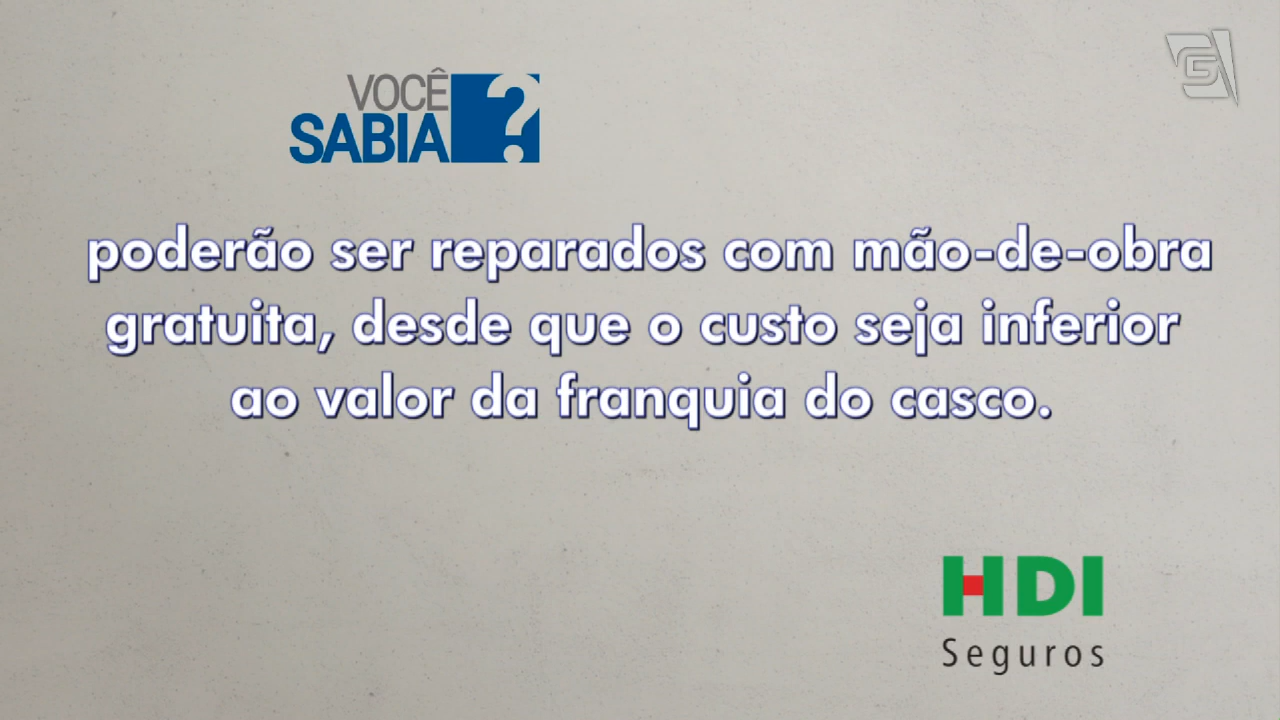 VOCÊ
SABIA?
poderão ser reparados com mão-de-obra
gratuita, desde que o custo seja inferior
ao valor da franquia do casco.
HDI
Seguros